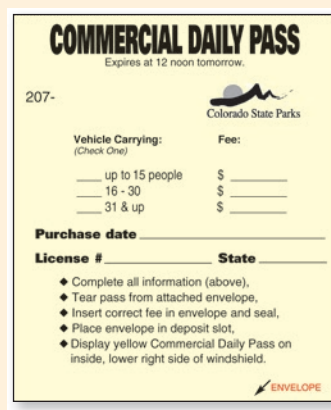 COMMERCIAL DAILY PASS
Expires at 12 noon tomorrow.
207-
Colorado State Parks
Vehicle Carrying: Fee:
(Check One)
____ up to 15 people $ ________
____ 16 - 30 $ ________
____ 31 & up $ ________
Purchase date ________________
License # ____________ State ________
◆ Complete all information (above),
◆ Tear pass from attached envelope,
◆ Insert correct fee in envelope and seal,
◆ Place envelope in deposit slot,
◆ Display yellow Commercial Daily Pass on
inside, lower right side of windshield.
ENVELOPE